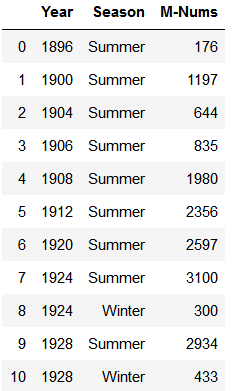 Year Season M-Nums
0 1896 Summer 176
1 1900 Summer 1197
2 1904 Summer 644
3 1906 Summer 835
4 1908 Summer 1980
5 1912 Summer 2356
6 1920 Summer 2597
7 1924 Summer 3100
8 1924 Winter 300
9 1928 Summer 2934
10 1928 Winter 433